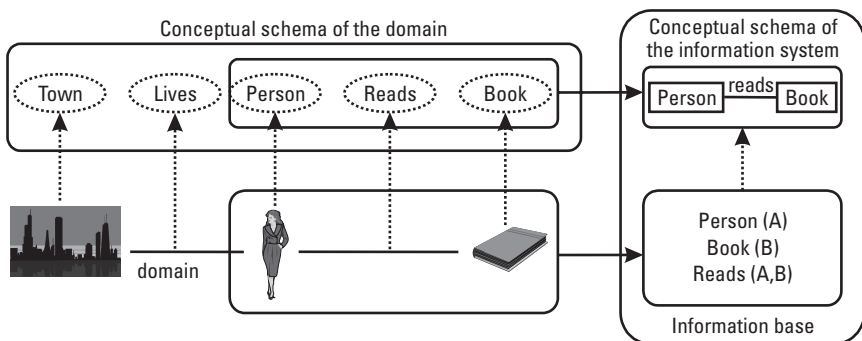 Conceptual schema of the domain
Conceptual schema of
the information system
Town
Lives
Person
Reads
Book
Person
reads
Book
domain
Person (A)
Book (B)
Reads (A,B)
Information base